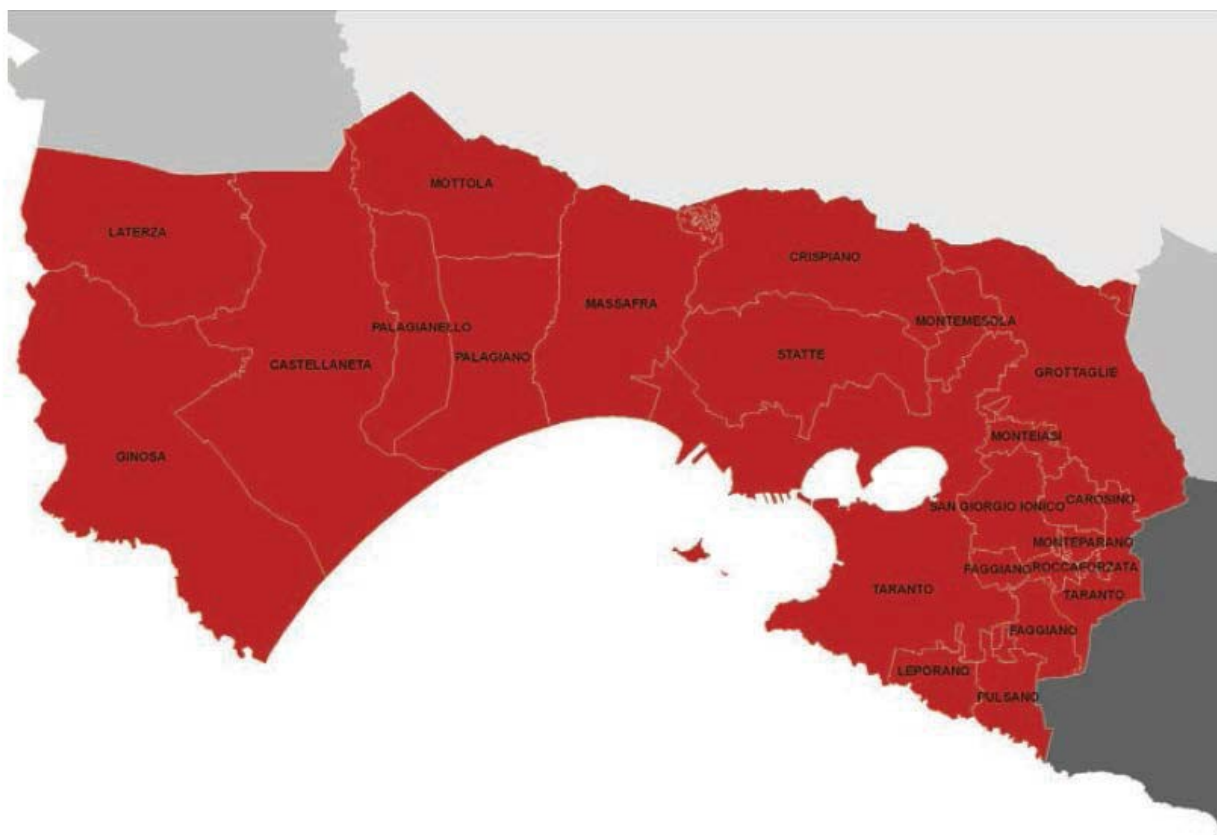 MOTTOLA
LATERZA
CRISPIANO
MASSAFRA
MONTEMESOLA
PALAGIANELLO
STATTE
PALAGIANO
CASTELLANETA
GROTTAGLIE
MONTEIASI
GINOSA
CAROSINO
SAN GIORGIO IONICO
MONTEPARANO
FAGGIANO
ROCCAFORZATA
TARANTO
TARANTO
FAGGIANO
LEPORANO
PULSANO